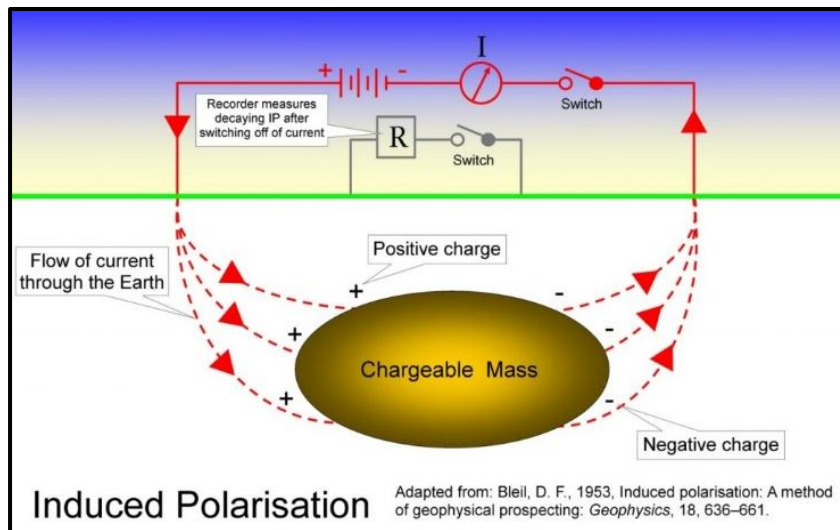 I
+
-
Switch
Recorder measures
decaying IP after
switching off of current
R
Switch
Flow of current
through the Earth
Positive charge
+
-
+
-
Chargeable Mass
+
-
Negative charge
Induced Polarisation
Adapted from: Bleil, D. F., 1953, Induced polarisation: A method
of geophysical prospecting: Geophysics, 18, 636–661.